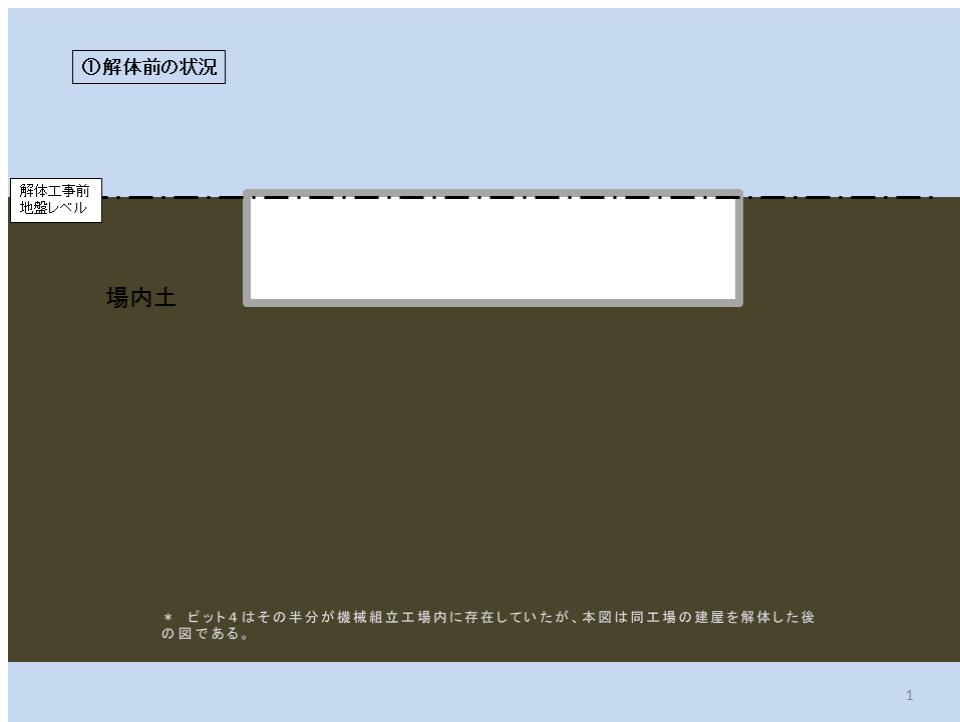 ①解体前の状況
解体工事前
地盤レベル
場内土
＊　ピット４はその半分が機械組立工場内に存在していたが、本図は同工場の建屋を解体した後
の図である。
1